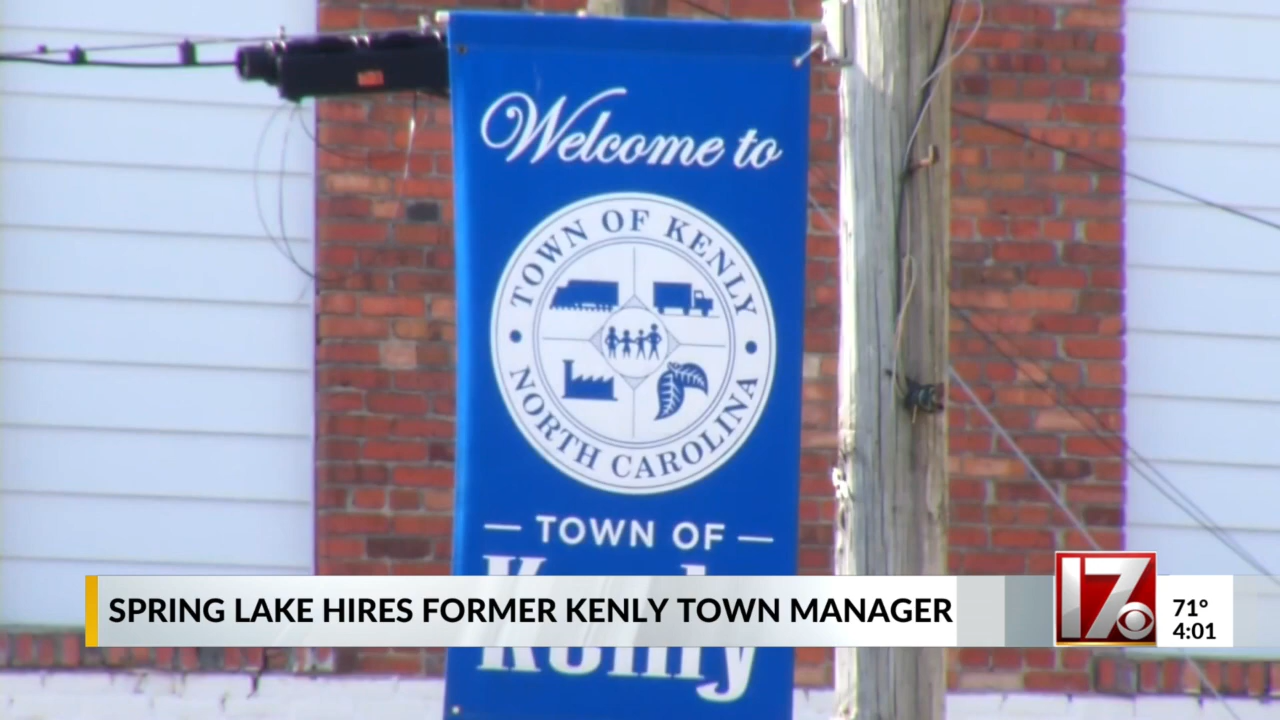 Welcome to
TOWN OF KENLY
NORTH CAROLINA
TOWN OF
Kenly
SPRING LAKE HIRES FORMER KENLY TOWN MANAGER
17
71°
4:01